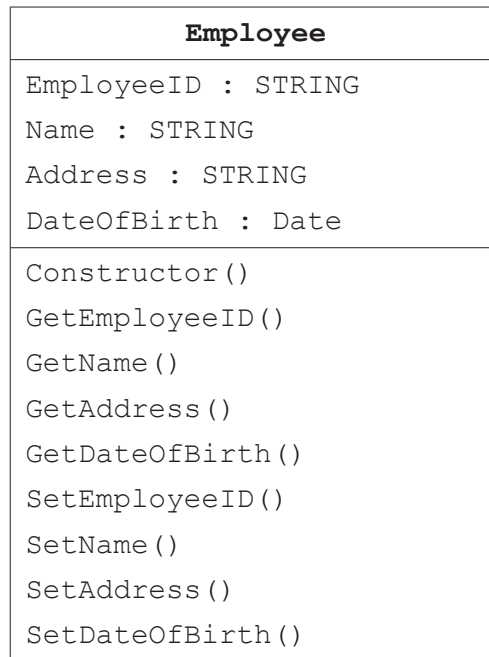 Employee
EmployeeID : STRING
Name : STRING
Address : STRING
DateOfBirth : Date
Constructor()
GetEmployeeID()
GetName()
GetAddress()
GetDateOfBirth()
SetEmployeeID()
SetName()
SetAddress()
SetDateOfBirth()